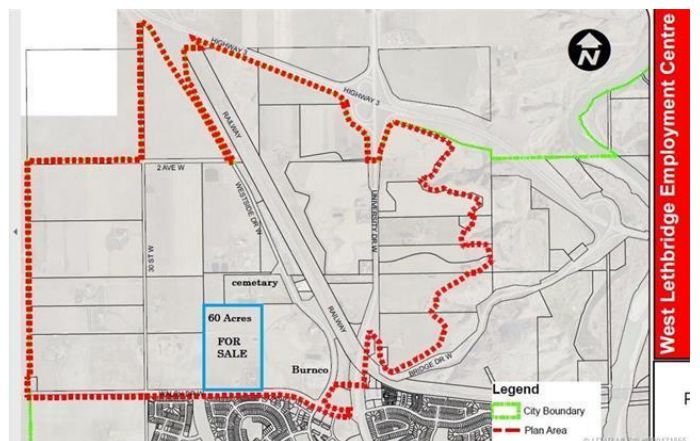 HIGHWAY 3
HIGHWAY 3
N
RAILWAY
2 AVE W
WESTSIDE DR W
UNIVERSITY DR W
30 ST W
cemetary
60 Acres
FOR
SALE
RAILWAY
Burnco
BRIDGE DR W
Legend
City Boundary
Plan Area
West Lethbridge Employment Centre